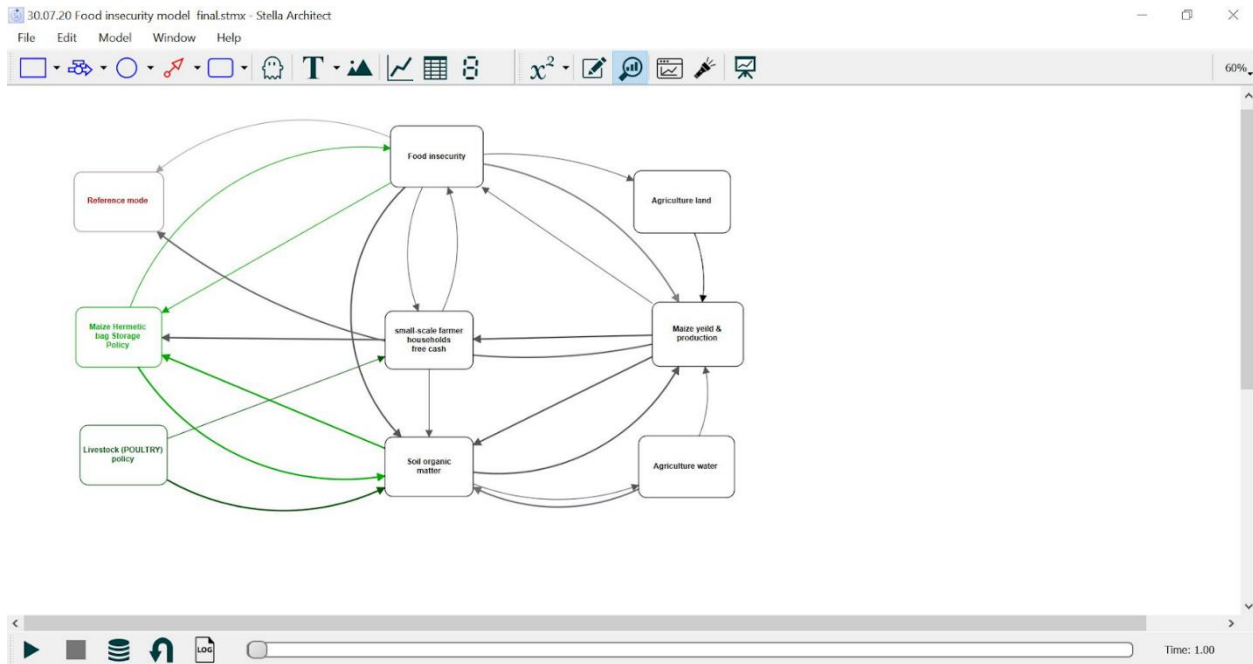 30.07.20 Food insecurity model final.stmx - Stella Architect
File Edit Model Window Help
T
x²
60%
Food insecurity
Reference mode
Agriculture land
Maize Hermetic
bag Storage
Policy
small-scale farmer
households
free cash
Maize yeild &
production
Livestock (POULTRY)
policy
Soil organic
matter
Agriculture water
LOG
Time: 1.00